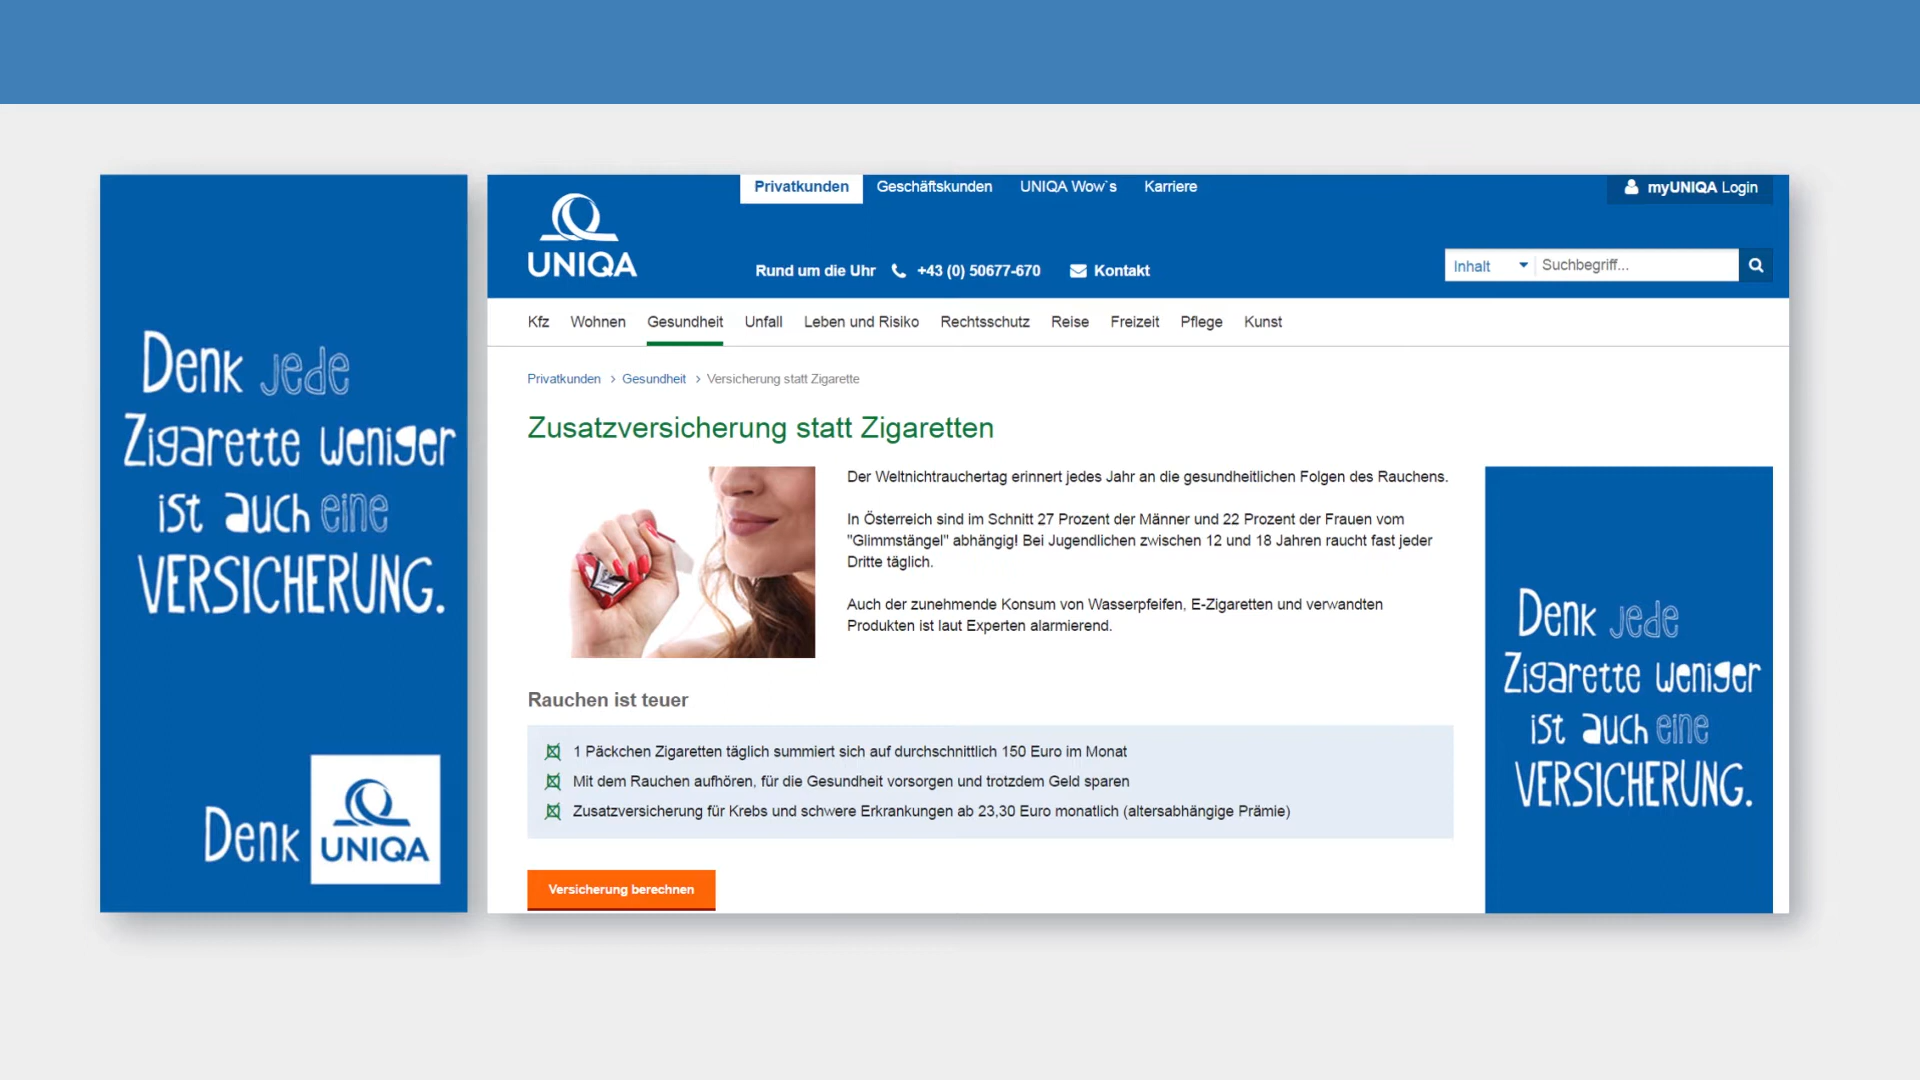 Denk jede
Zigarette weniger
ist auch eine
VERSICHERUNG.
Denk UNIQA
Privatkunden Geschäftskunden UNIQA Wow`s Karriere
myUNIQA Login
UNIQA
Rund um die Uhr +43 (0) 50677-670 Kontakt
Inhalt Suchbegriff...
Kfz Wohnen Gesundheit Unfall Leben und Risiko Rechtsschutz Reise Freizeit Pflege Kunst
Privatkunden > Gesundheit > Versicherung statt Zigarette
Zusatzversicherung statt Zigaretten
Der Weltnichtrauchertag erinnert jedes Jahr an die gesundheitlichen Folgen des Rauchens.
In Österreich sind im Schnitt 27 Prozent der Männer und 22 Prozent der Frauen vom
"Glimmstängel" abhängig! Bei Jugendlichen zwischen 12 und 18 Jahren raucht fast jeder
Dritte täglich.
Auch der zunehmende Konsum von Wasserpfeifen, E-Zigaretten und verwandten
Produkten ist laut Experten alarmierend.
Rauchen ist teuer
1 Päckchen Zigaretten täglich summiert sich auf durchschnittlich 150 Euro im Monat
Mit dem Rauchen aufhören, für die Gesundheit vorsorgen und trotzdem Geld sparen
Zusatzversicherung für Krebs und schwere Erkrankungen ab 23,30 Euro monatlich (altersabhängige Prämie)
Versicherung berechnen
Denk jede
Zigarette weniger
ist auch eine
VERSICHERUNG.